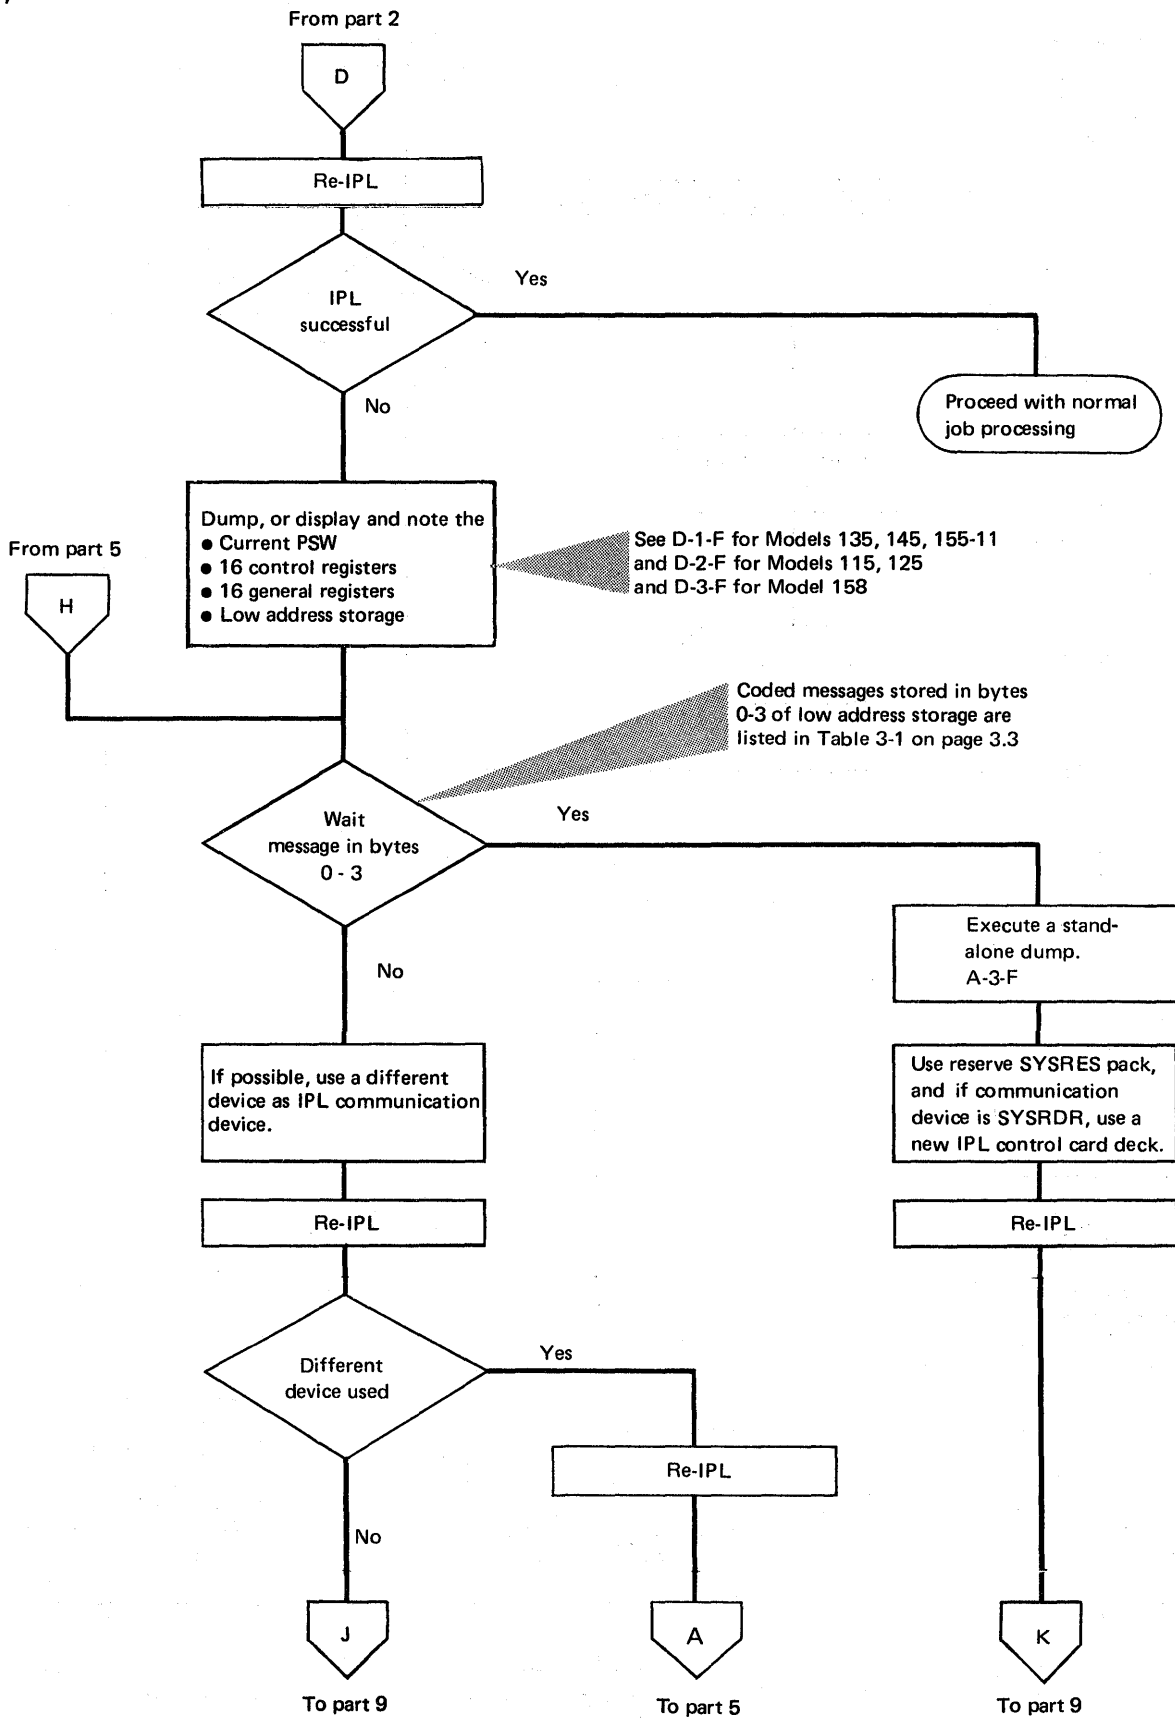 From part 2
D
Re-IPL
IPL
successful
Yes
No
Proceed with normal
job processing
Dump, or display and note the
● Current PSW
● 16 control registers
● 16 general registers
● Low address storage
See D-1-F for Models 135, 145, 155-11
and D-2-F for Models 115, 125
and D-3-F for Model 158
From part 5
H
Coded messages stored in bytes
0-3 of low address storage are
listed in Table 3-1 on page 3.3
Wait
message in bytes
0 - 3
Yes
No
Execute a stand-
alone dump.
A-3-F
If possible, use a different
device as IPL communication
device.
Use reserve SYSRES pack,
and if communication
device is SYSRDR, use a
new IPL control card deck.
Re-IPL
Re-IPL
Different
device used
Yes
Re-IPL
No
J
A
K
To part 9
To part 5
To part 9